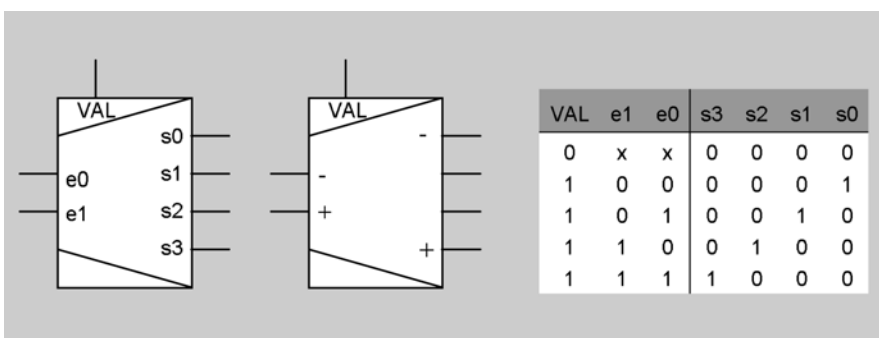 VAL
s0
e0 s1
e1 s2
s3
VAL
-
-
+
+
VAL e1 e0 s3 s2 s1 s0
0 x x 0 0 0 0
1 0 0 0 0 0 1
1 0 1 0 0 1 0
1 1 0 0 1 0 0
1 1 1 1 0 0 0